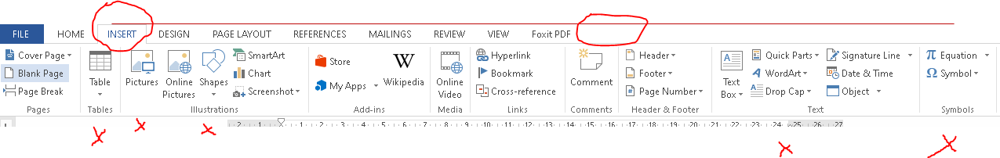 FILE HOME INSERT DESIGN PAGE LAYOUT REFERENCES MAILINGS REVIEW VIEW Foxit PDF
Cover Page SmartArt Hyperlink Header Quick Parts Signature Line Equation
Store
Blank Page Chart Bookmark Footer WordArt Date & Time Symbol
Table Pictures Online Shapes Wikipedia Online Comment Text
My Apps
Page Break Pictures Screenshot Video Cross-reference Page Number Box Drop Cap Object
Pages Tables Illustrations Add-ins Media Links Comments Header & Footer Text Symbols
2 1 1 2 3 4 5 6 7 8 9 10 11 12 13 14 15 16 17 18 19 20 21 22 23 24 25 26 27